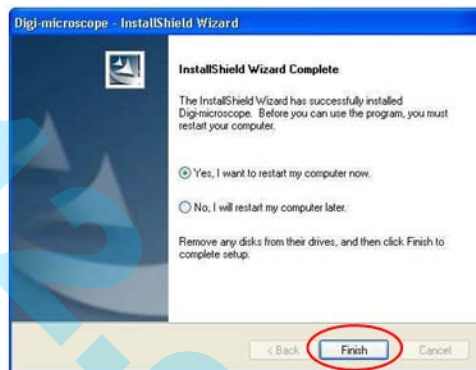 Digi-microscope - InstallShield Wizard
InstallShield Wizard Complete
The InstallShield Wizard has successfully installed
Digi-microscope. Before you can use the program, you must
restart your computer.
Yes, I want to restart my computer now.
No, I will restart my computer later.
Remove any disks from their drives, and then click Finish to
complete setup.
< Back Finish Cancel